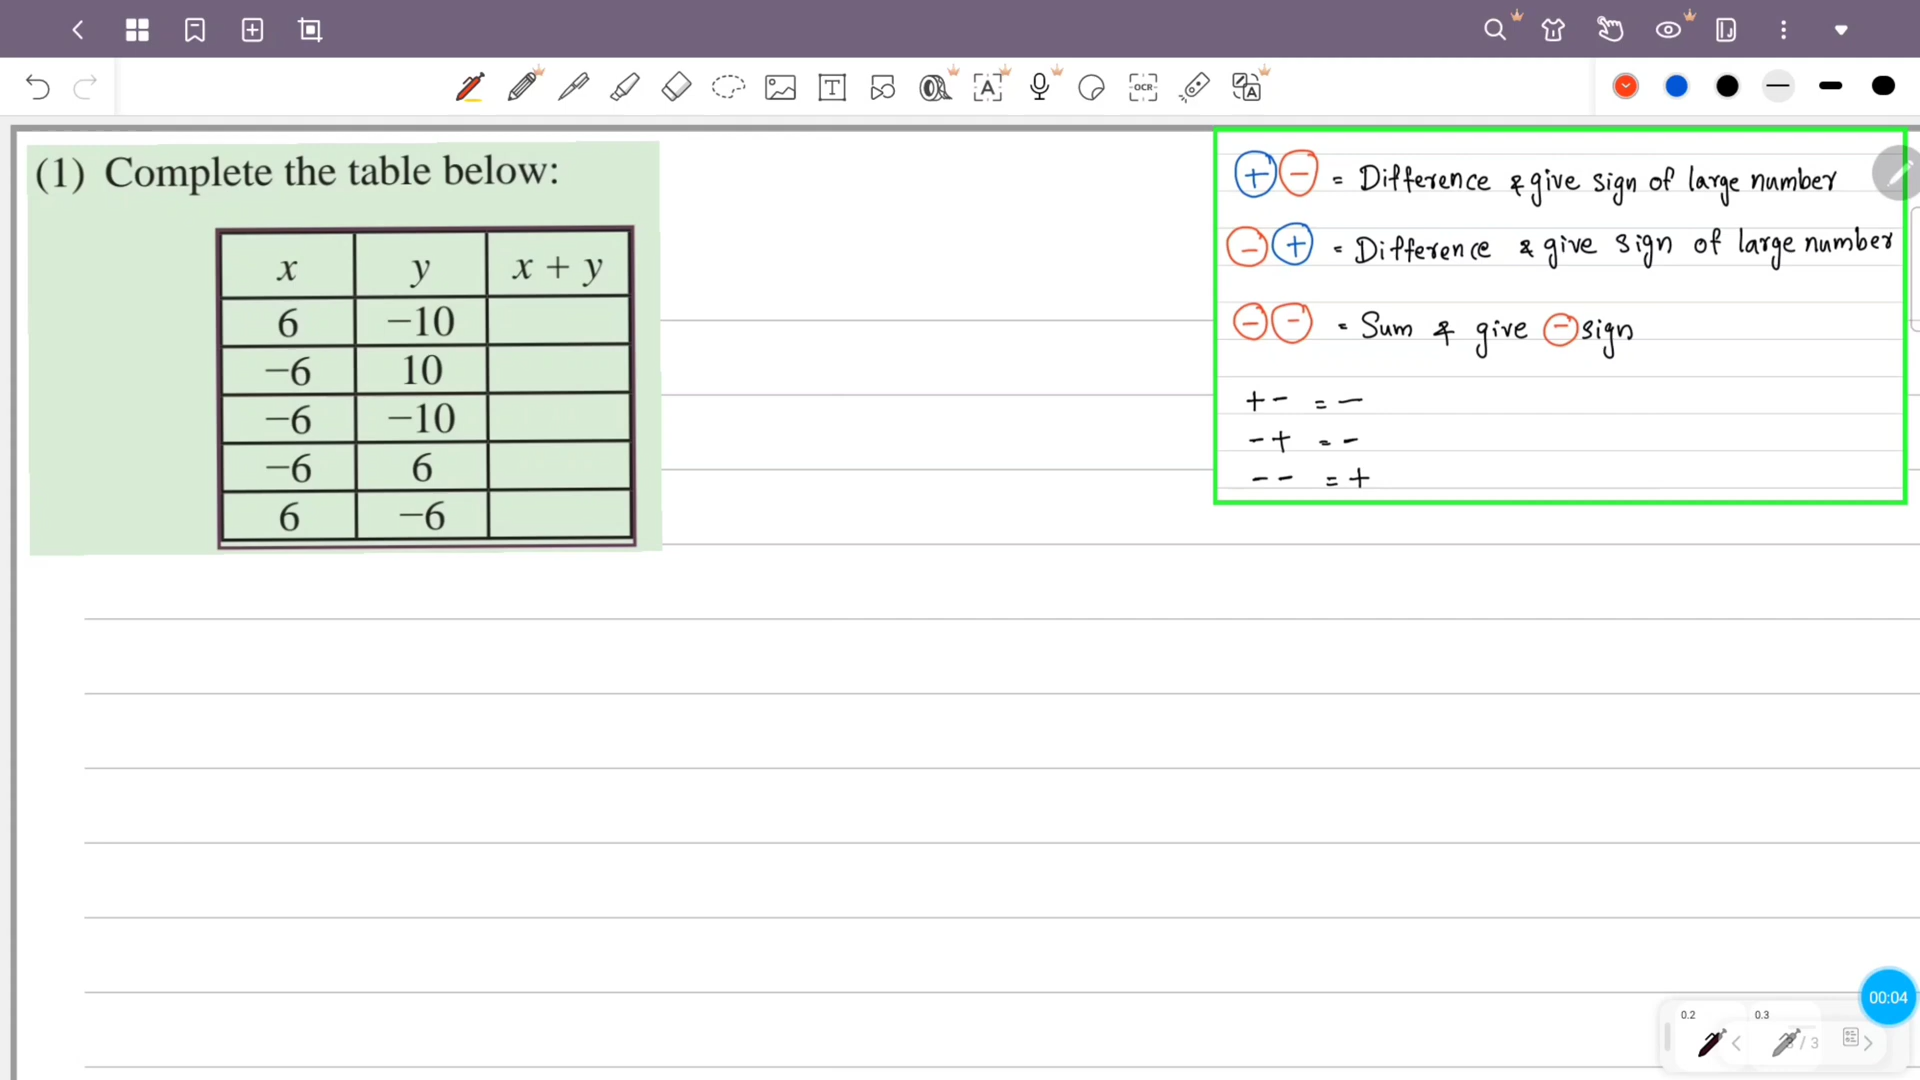 (1) Complete the table below:
x y x + y
6 −10
−6 10
−6 −10
−6 6
6 −6
+ - = Difference & give sign of large number
- + = Difference & give sign of large number
- - = Sum & give - sign
+ - = -
- + = -
- - = +
T
A
OCR
A
00:04
0.2 0.3
/ 3